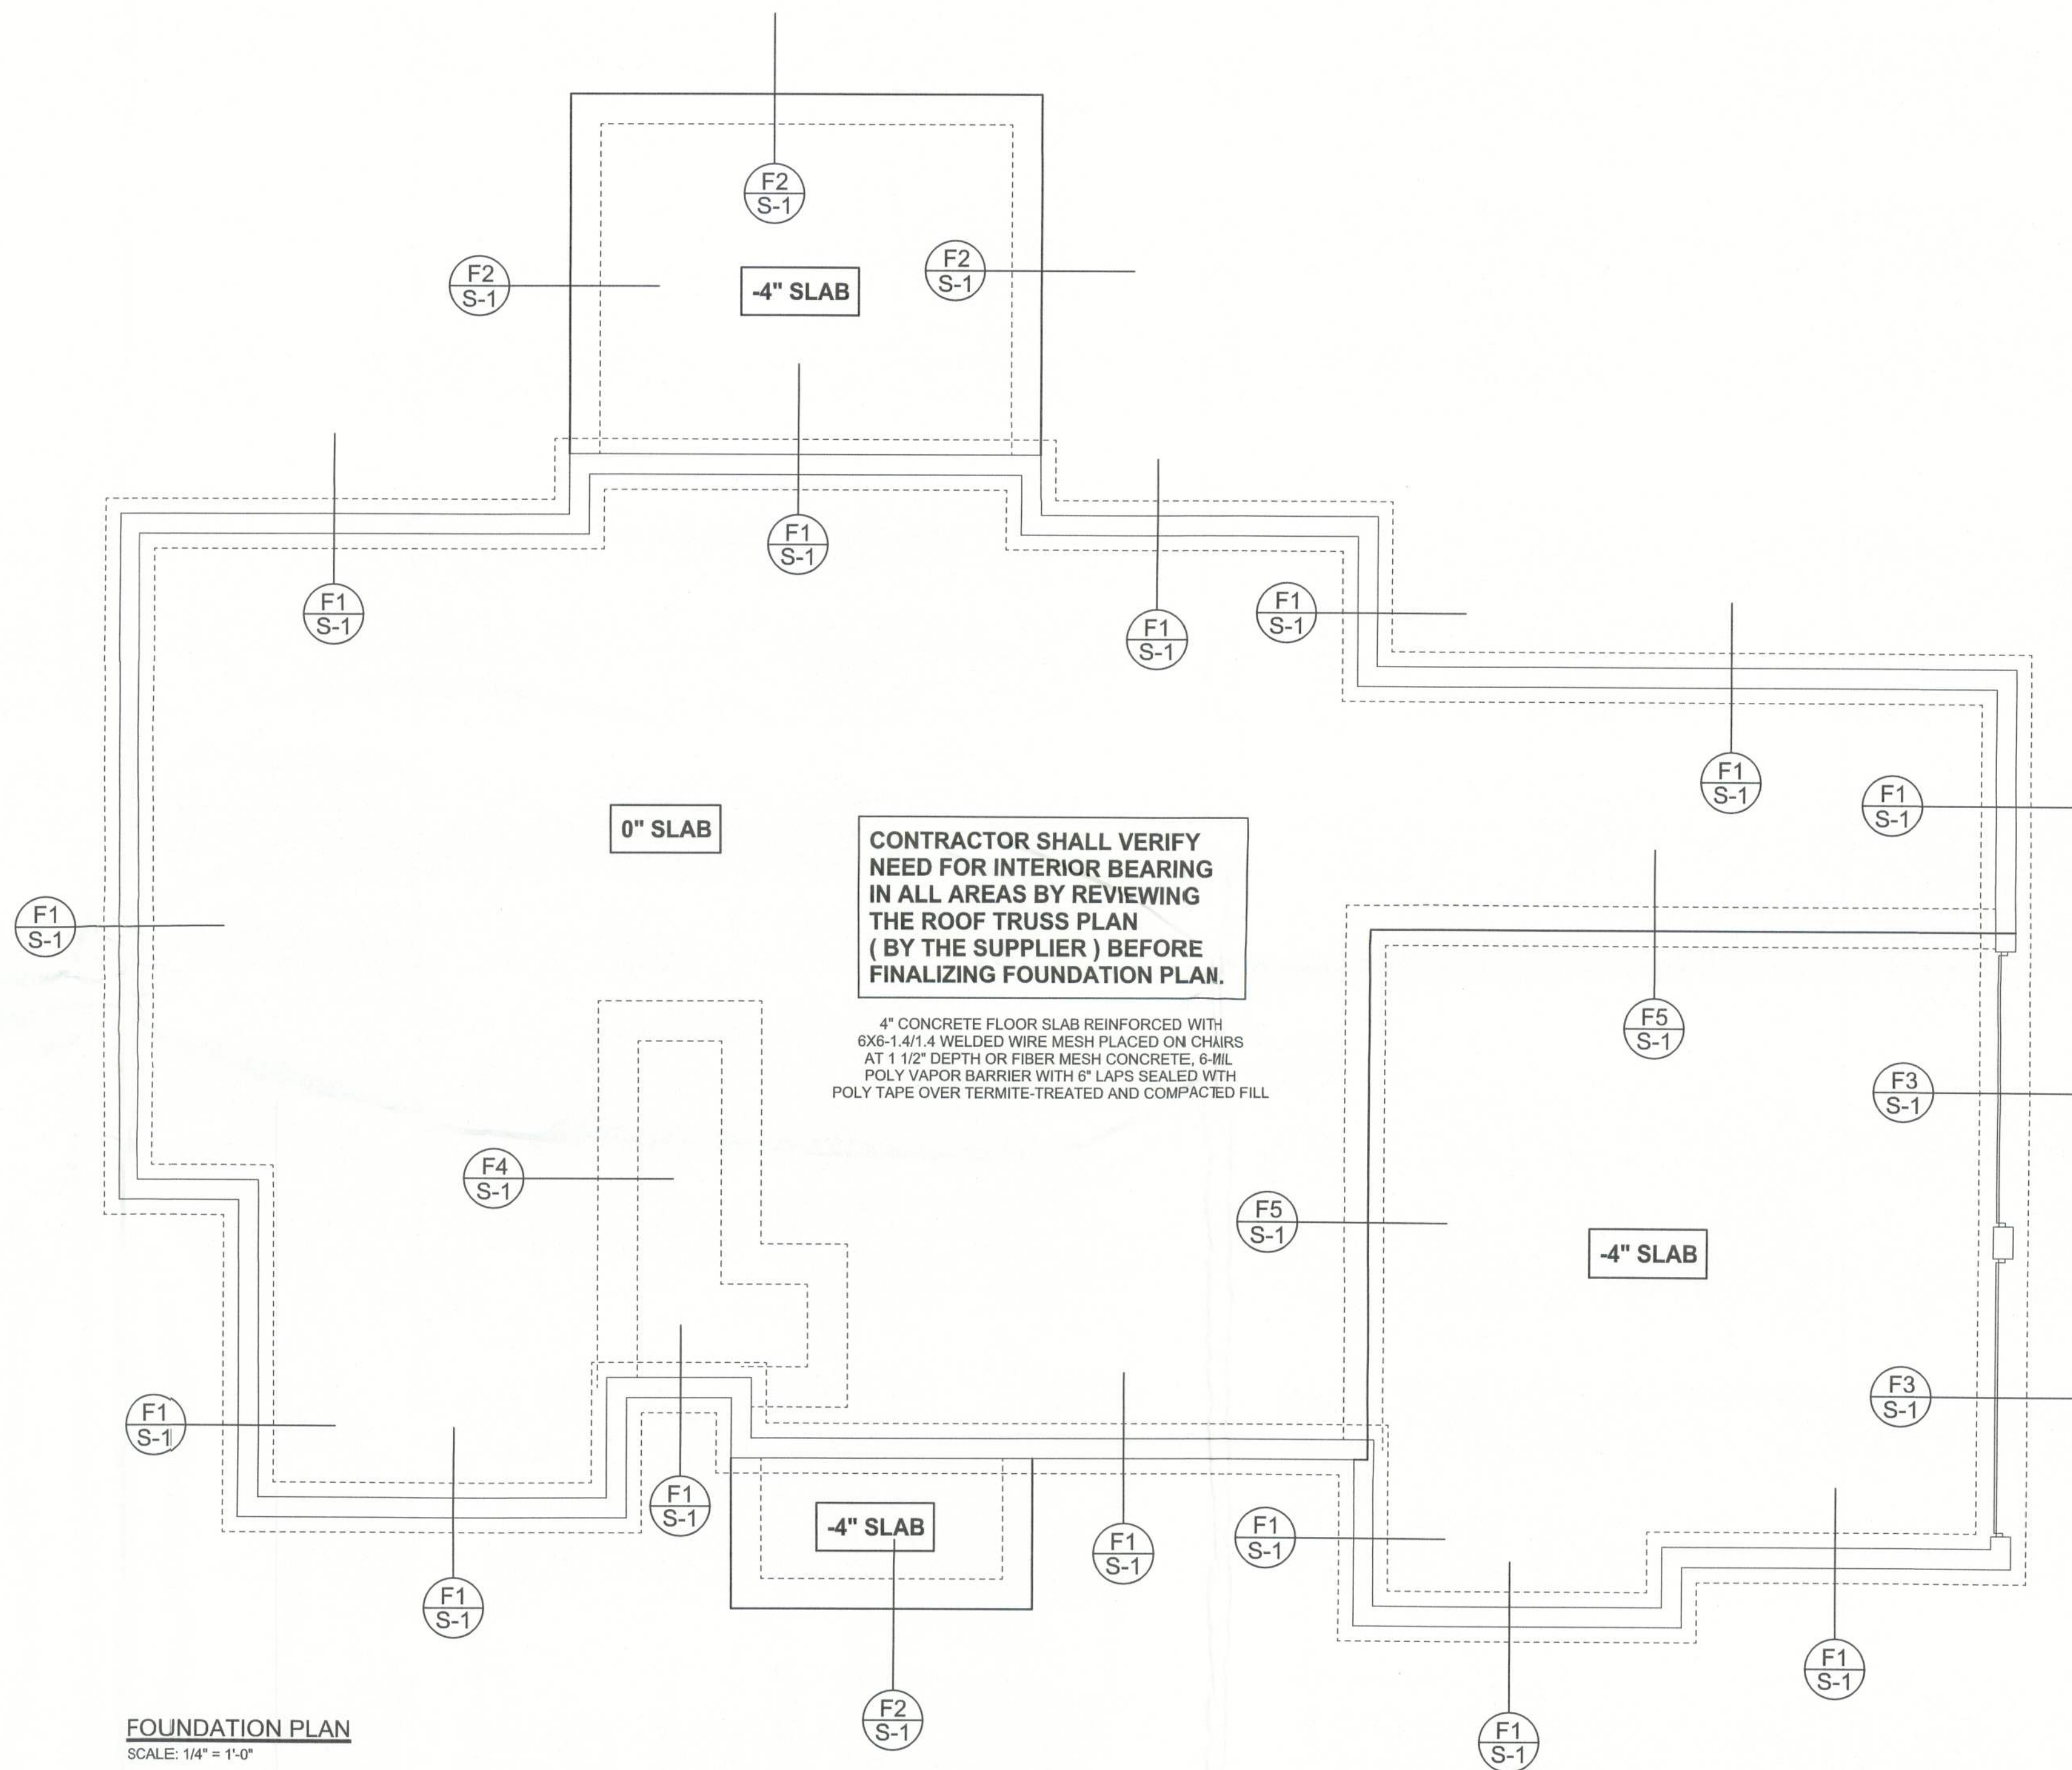 F2
S-1
F2
S-1
F2
S-1
-4" SLAB
F1
S-1
F1
S-1
F1
S-1
F1
S-1
F1
S-1
F1
S-1
0" SLAB
CONTRACTOR SHALL VERIFY
NEED FOR INTERIOR BEARING
IN ALL AREAS BY REVIEWING
THE ROOF TRUSS PLAN
( BY THE SUPPLIER ) BEFORE
FINALIZING FOUNDATION PLAN.
F1
S-1
4" CONCRETE FLOOR SLAB REINFORCED WITH
6X6-1.4/1.4 WELDED WIRE MESH PLACED ON CHAIRS
AT 1 1/2" DEPTH OR FIBER MESH CONCRETE, 6-MIL
POLY VAPOR BARRIER WITH 6" LAPS SEALED WTH
POLY TAPE OVER TERMITE-TREATED AND COMPACTED FILL
F5
S-1
F3
S-1
F4
S-1
F5
S-1
-4" SLAB
F3
S-1
F1
S-1
F1
S-1
-4" SLAB
F1
S-1
F1
S-1
F1
S-1
F1
S-1
F2
S-1
F1
S-1
FOUNDATION PLAN
SCALE: 1/4" = 1'-0"